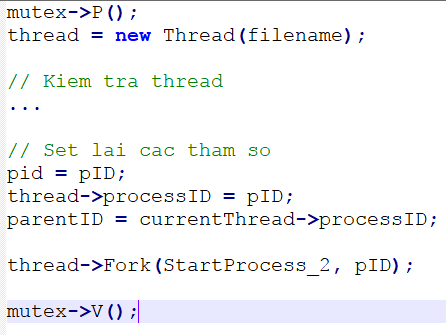 mutex->P();
thread = new Thread(filename);
// Kiem tra thread
...
// Set lai cac tham so
pid = pID;
thread->processID = pID;
parentID = currentThread->processID;
thread->Fork(StartProcess_2, pID);
mutex->V();